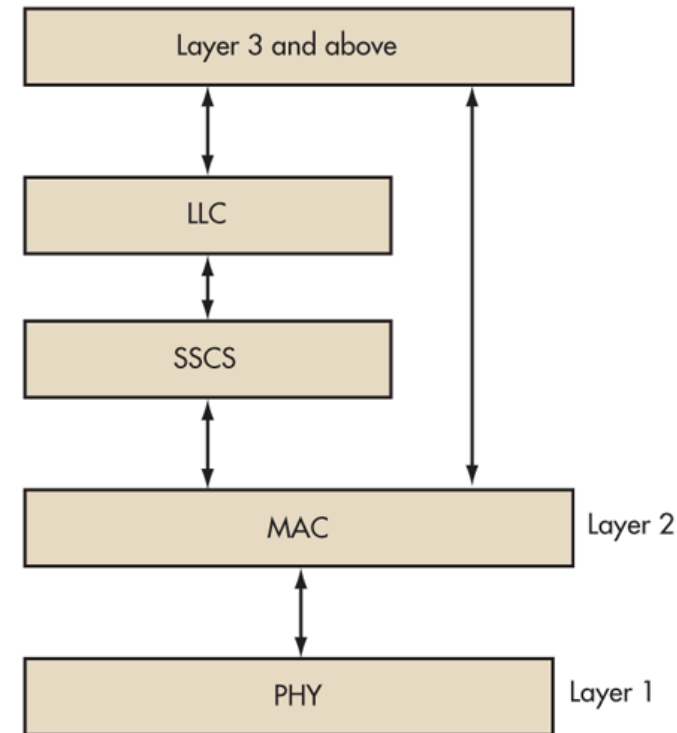 Layer 3 and above
LLC
SSCS
MAC
Layer 2
PHY
Layer 1